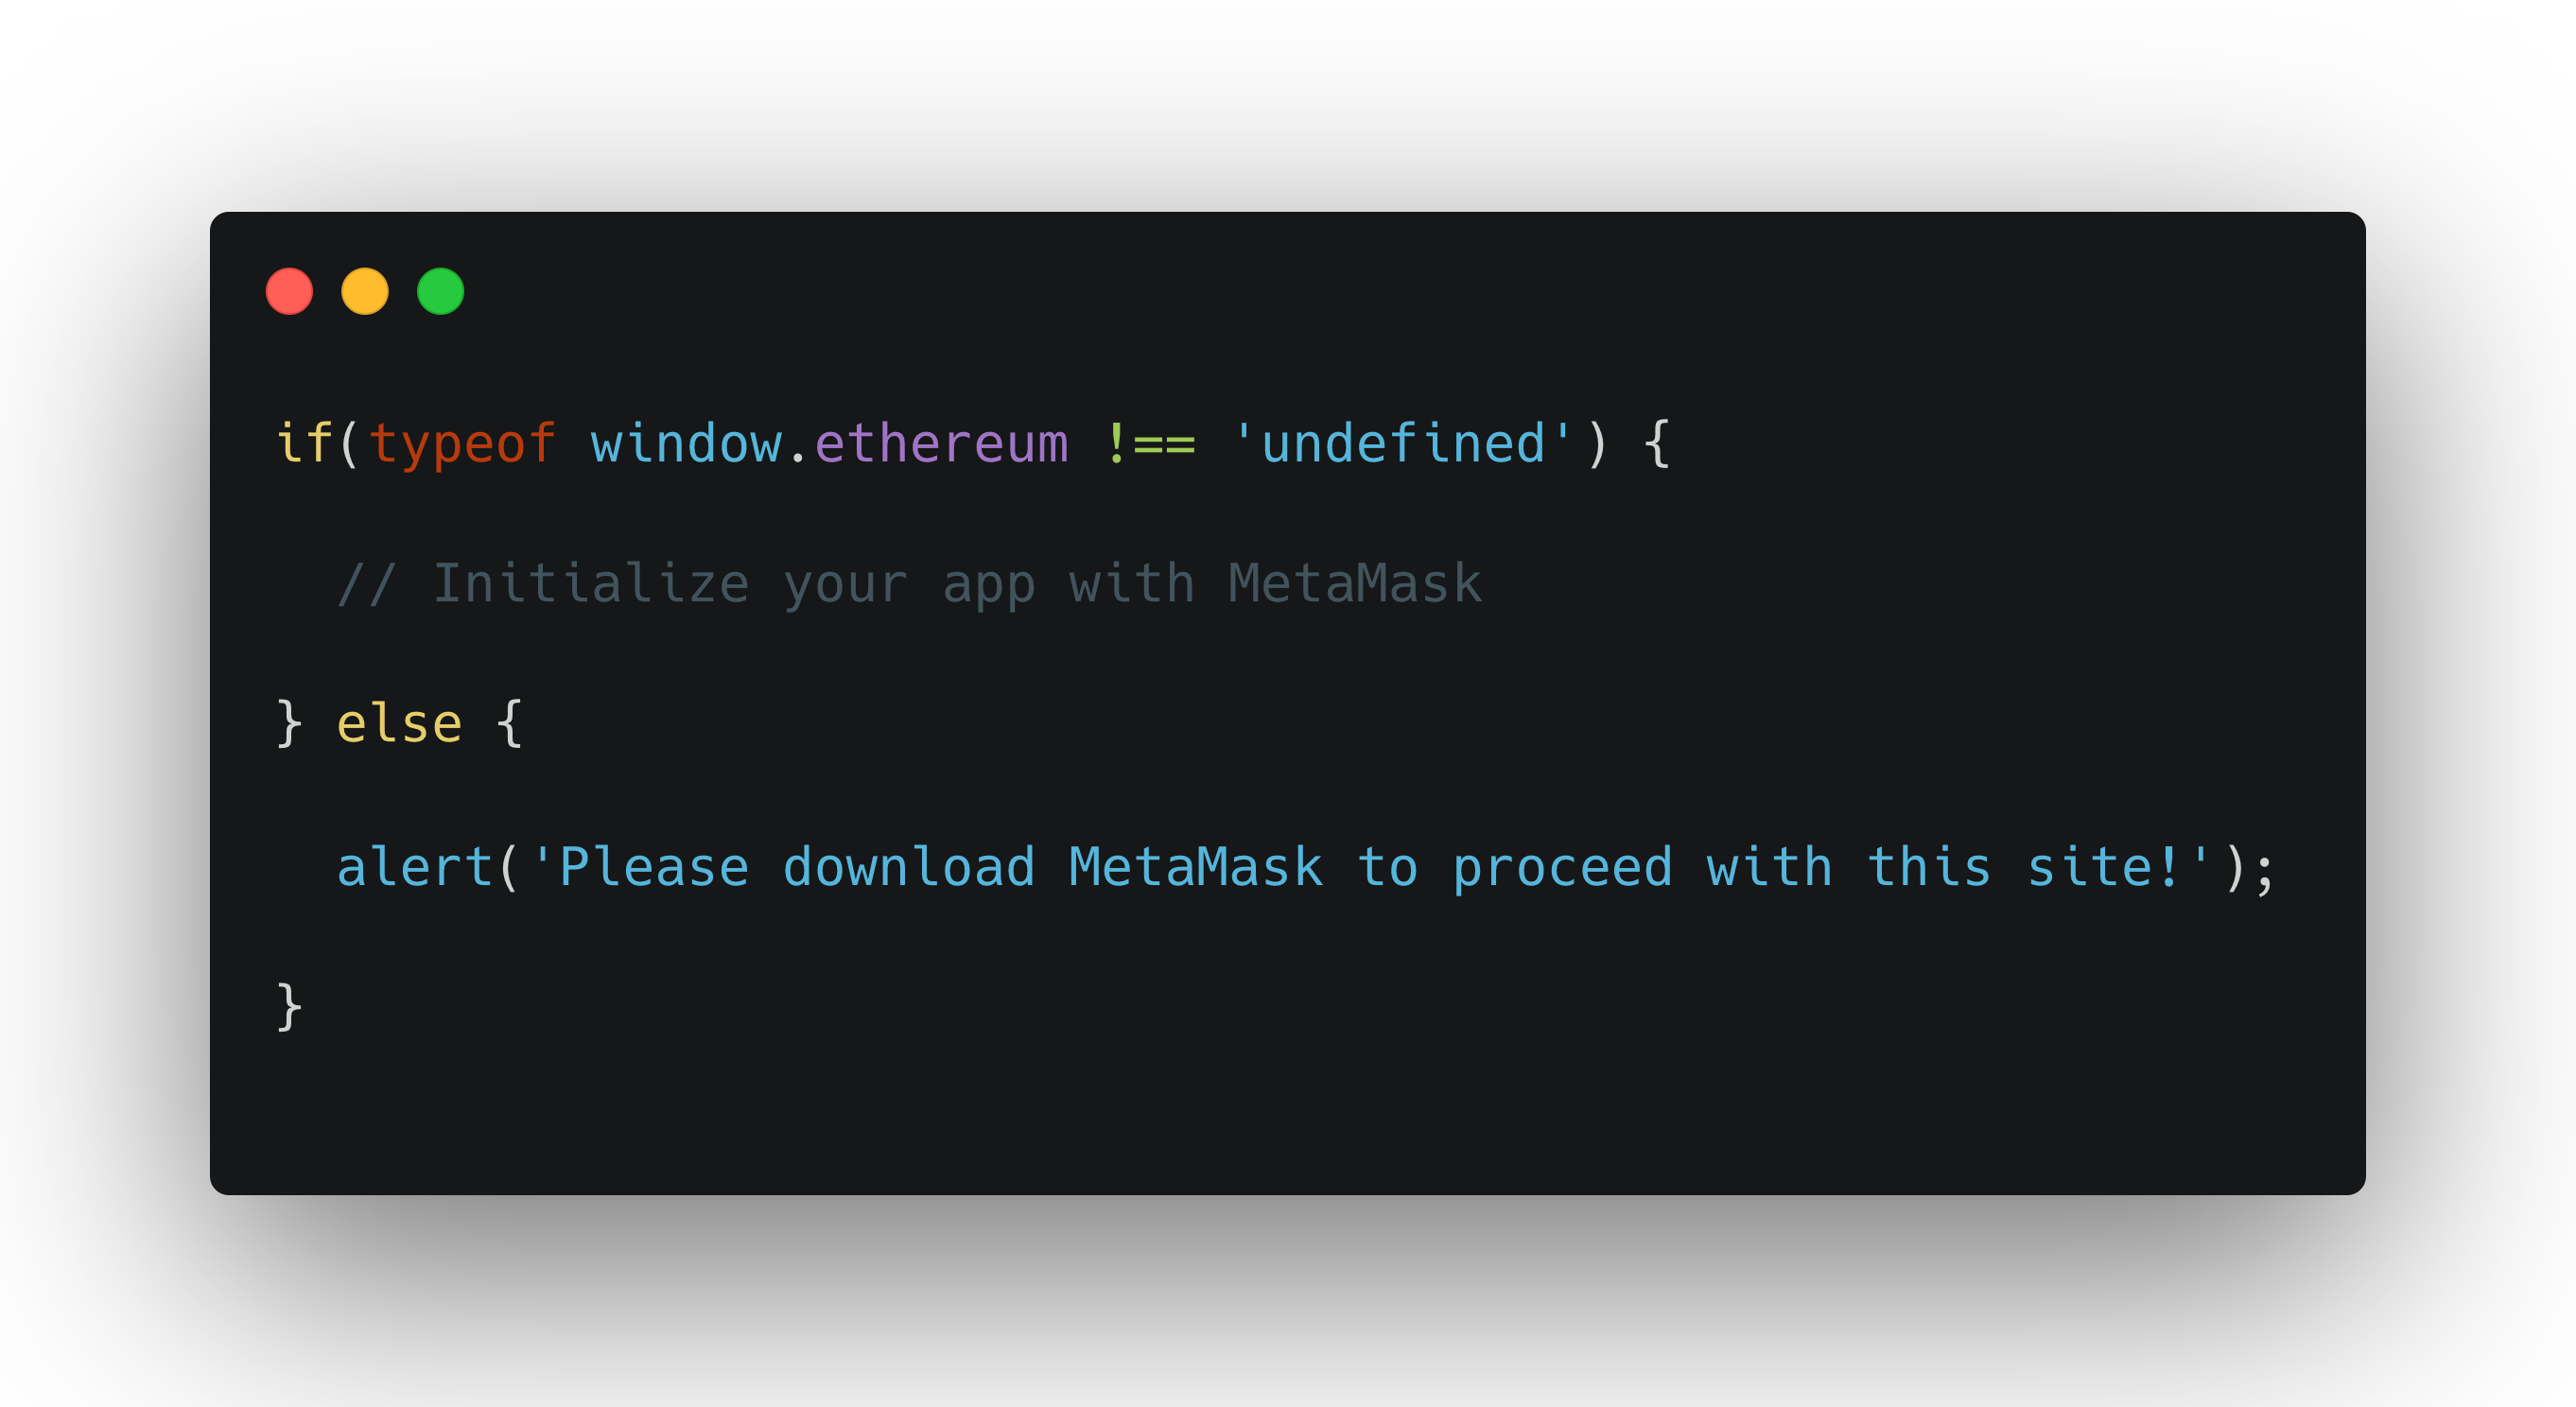 if(typeof window.ethereum !== 'undefined') {
  // Initialize your app with MetaMask
} else {
  alert('Please download MetaMask to proceed with this site!');
}